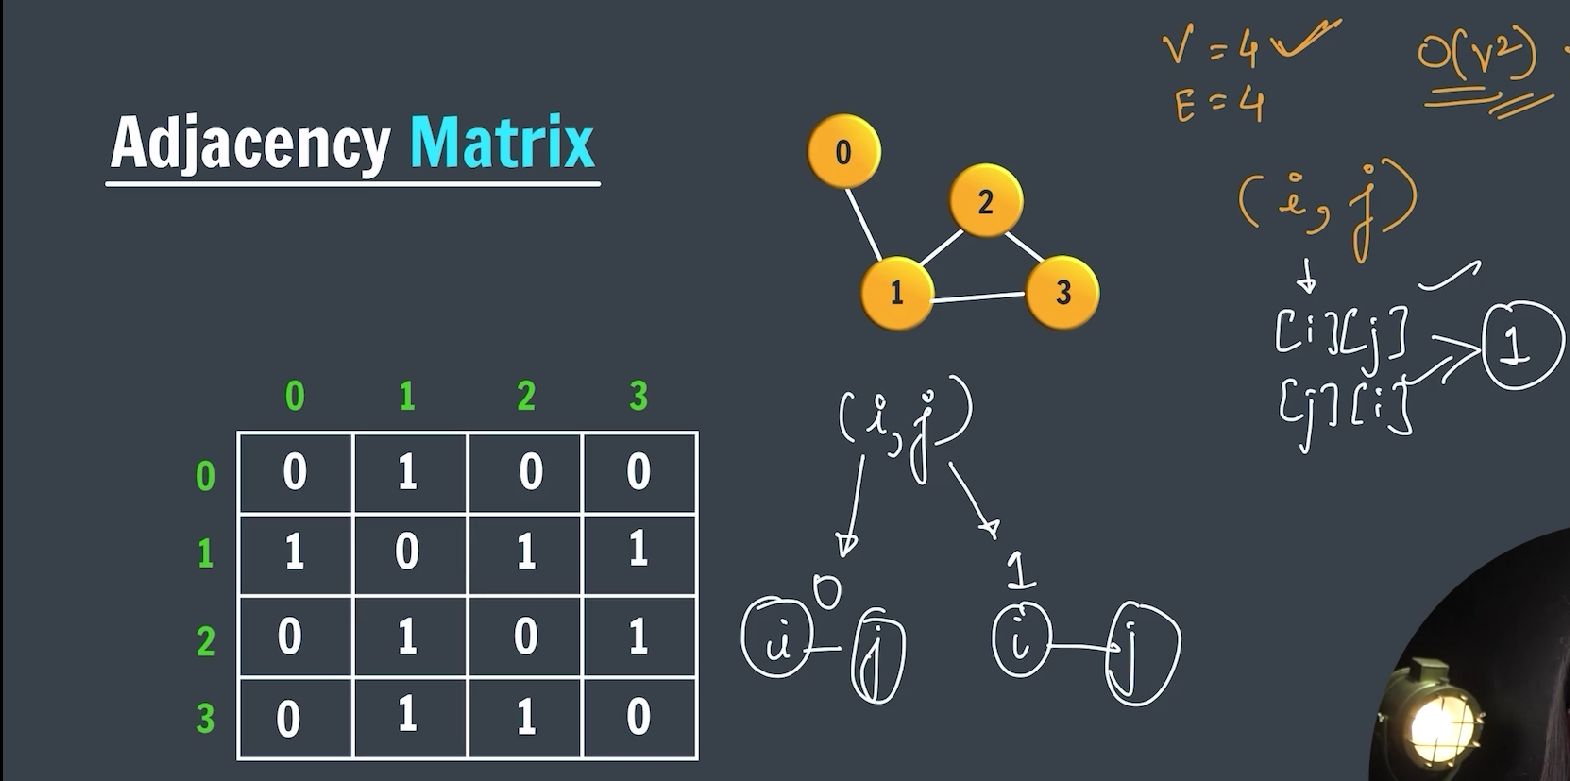 V = 4 ✓
O(V²)
E = 4
Adjacency Matrix
0
2
1
3
(i, j)
[i][j]
[j][i]
1
0 1 2 3
0 0 1 0 0
1 1 0 1 1
2 0 1 0 1
3 0 1 1 0
(i, j)
0
1
i j
i j